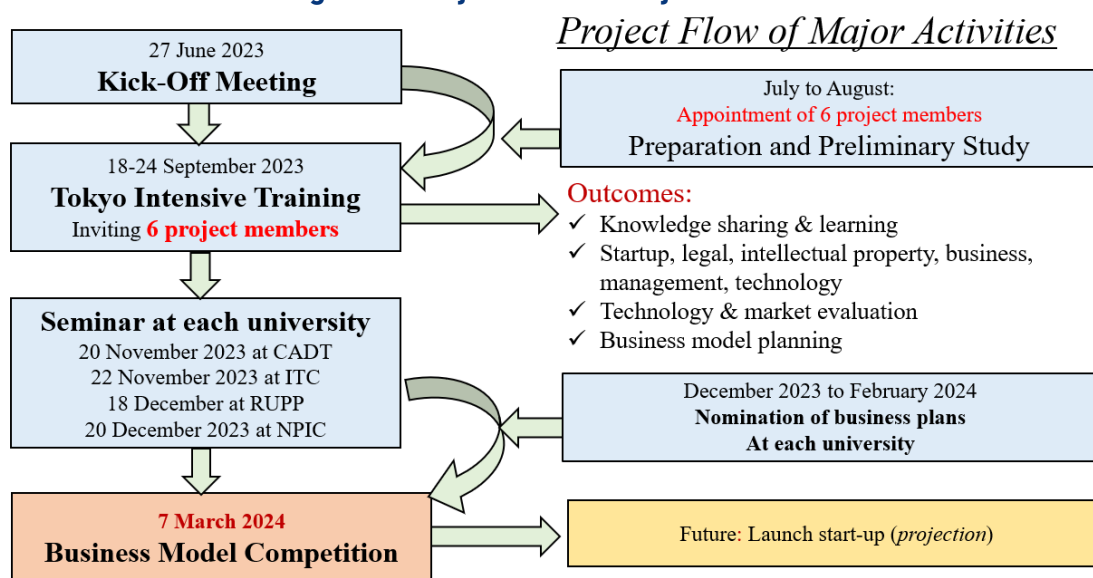 Project Flow of Major Activities
27 June 2023
Kick-Off Meeting
July to August:
Appointment of 6 project members
Preparation and Preliminary Study
18-24 September 2023
Tokyo Intensive Training
Inviting 6 project members
Outcomes:
✓ Knowledge sharing & learning
✓ Startup, legal, intellectual property, business,
management, technology
✓ Technology & market evaluation
✓ Business model planning
Seminar at each university
20 November 2023 at CADT
22 November 2023 at ITC
18 December at RUPP
20 December 2023 at NPIC
December 2023 to February 2024
Nomination of business plans
At each university
7 March 2024
Business Model Competition
Future: Launch start-up (projection)